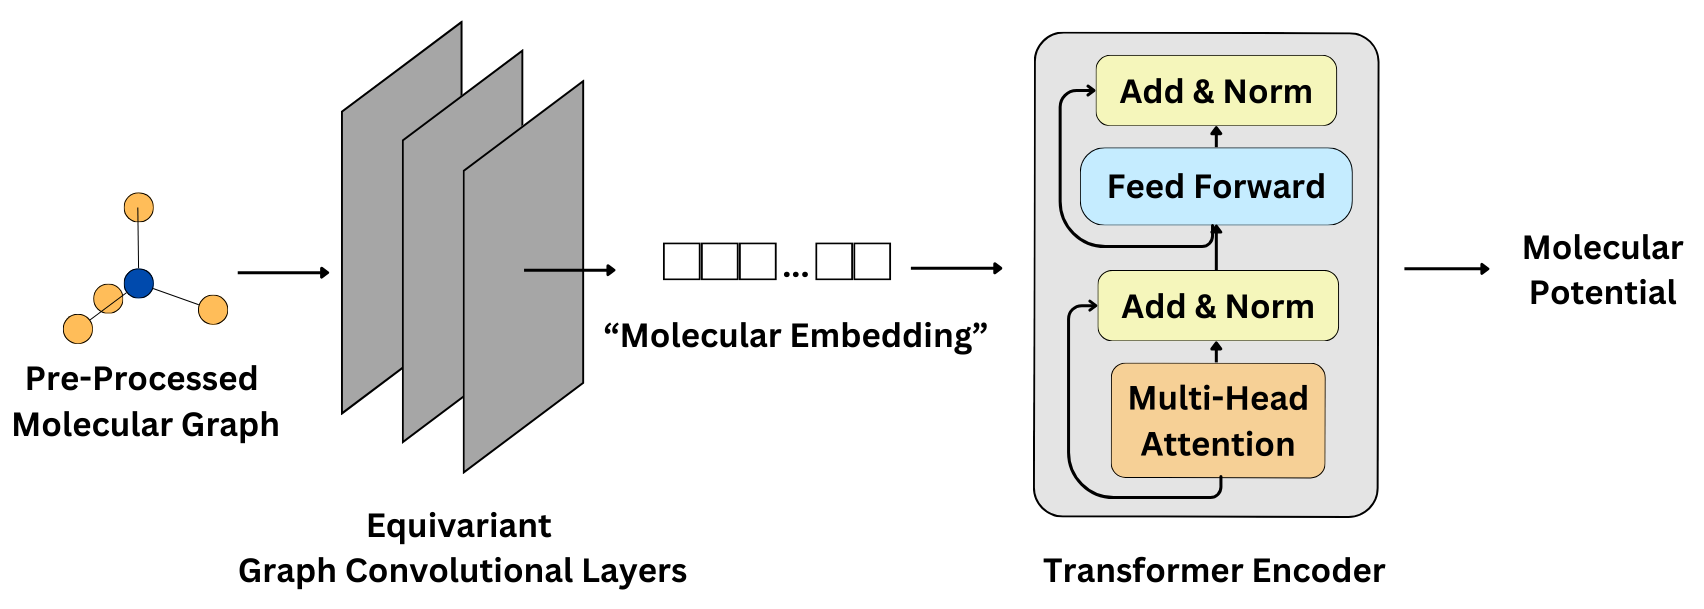 Pre-Processed
Molecular Graph
Equivariant
Graph Convolutional Layers
...
“Molecular Embedding”
Add & Norm
Feed Forward
Add & Norm
Multi-Head
Attention
Transformer Encoder
Molecular
Potential